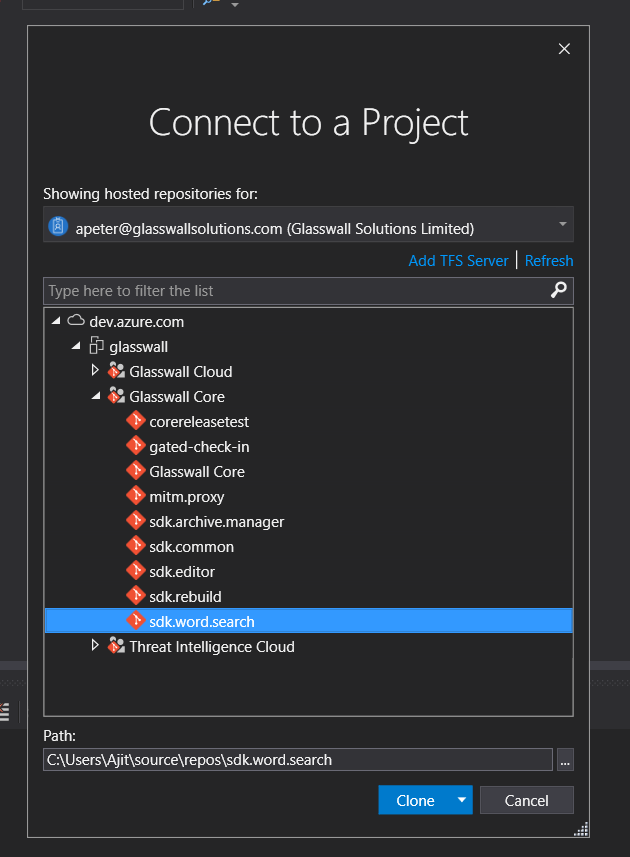 Connect to a Project
Showing hosted repositories for:
apeter@glasswallsolutions.com (Glasswall Solutions Limited)
Add TFS Server Refresh
Type here to filter the list
dev.azure.com
glasswall
Glasswall Cloud
Glasswall Core
corereleasetest
gated-check-in
Glasswall Core
mitm.proxy
sdk.archive.manager
sdk.common
sdk.editor
sdk.rebuild
sdk.word.search
Threat Intelligence Cloud
Path:
C:\Users\Ajit\source\repos\sdk.word.search ...
Clone Cancel